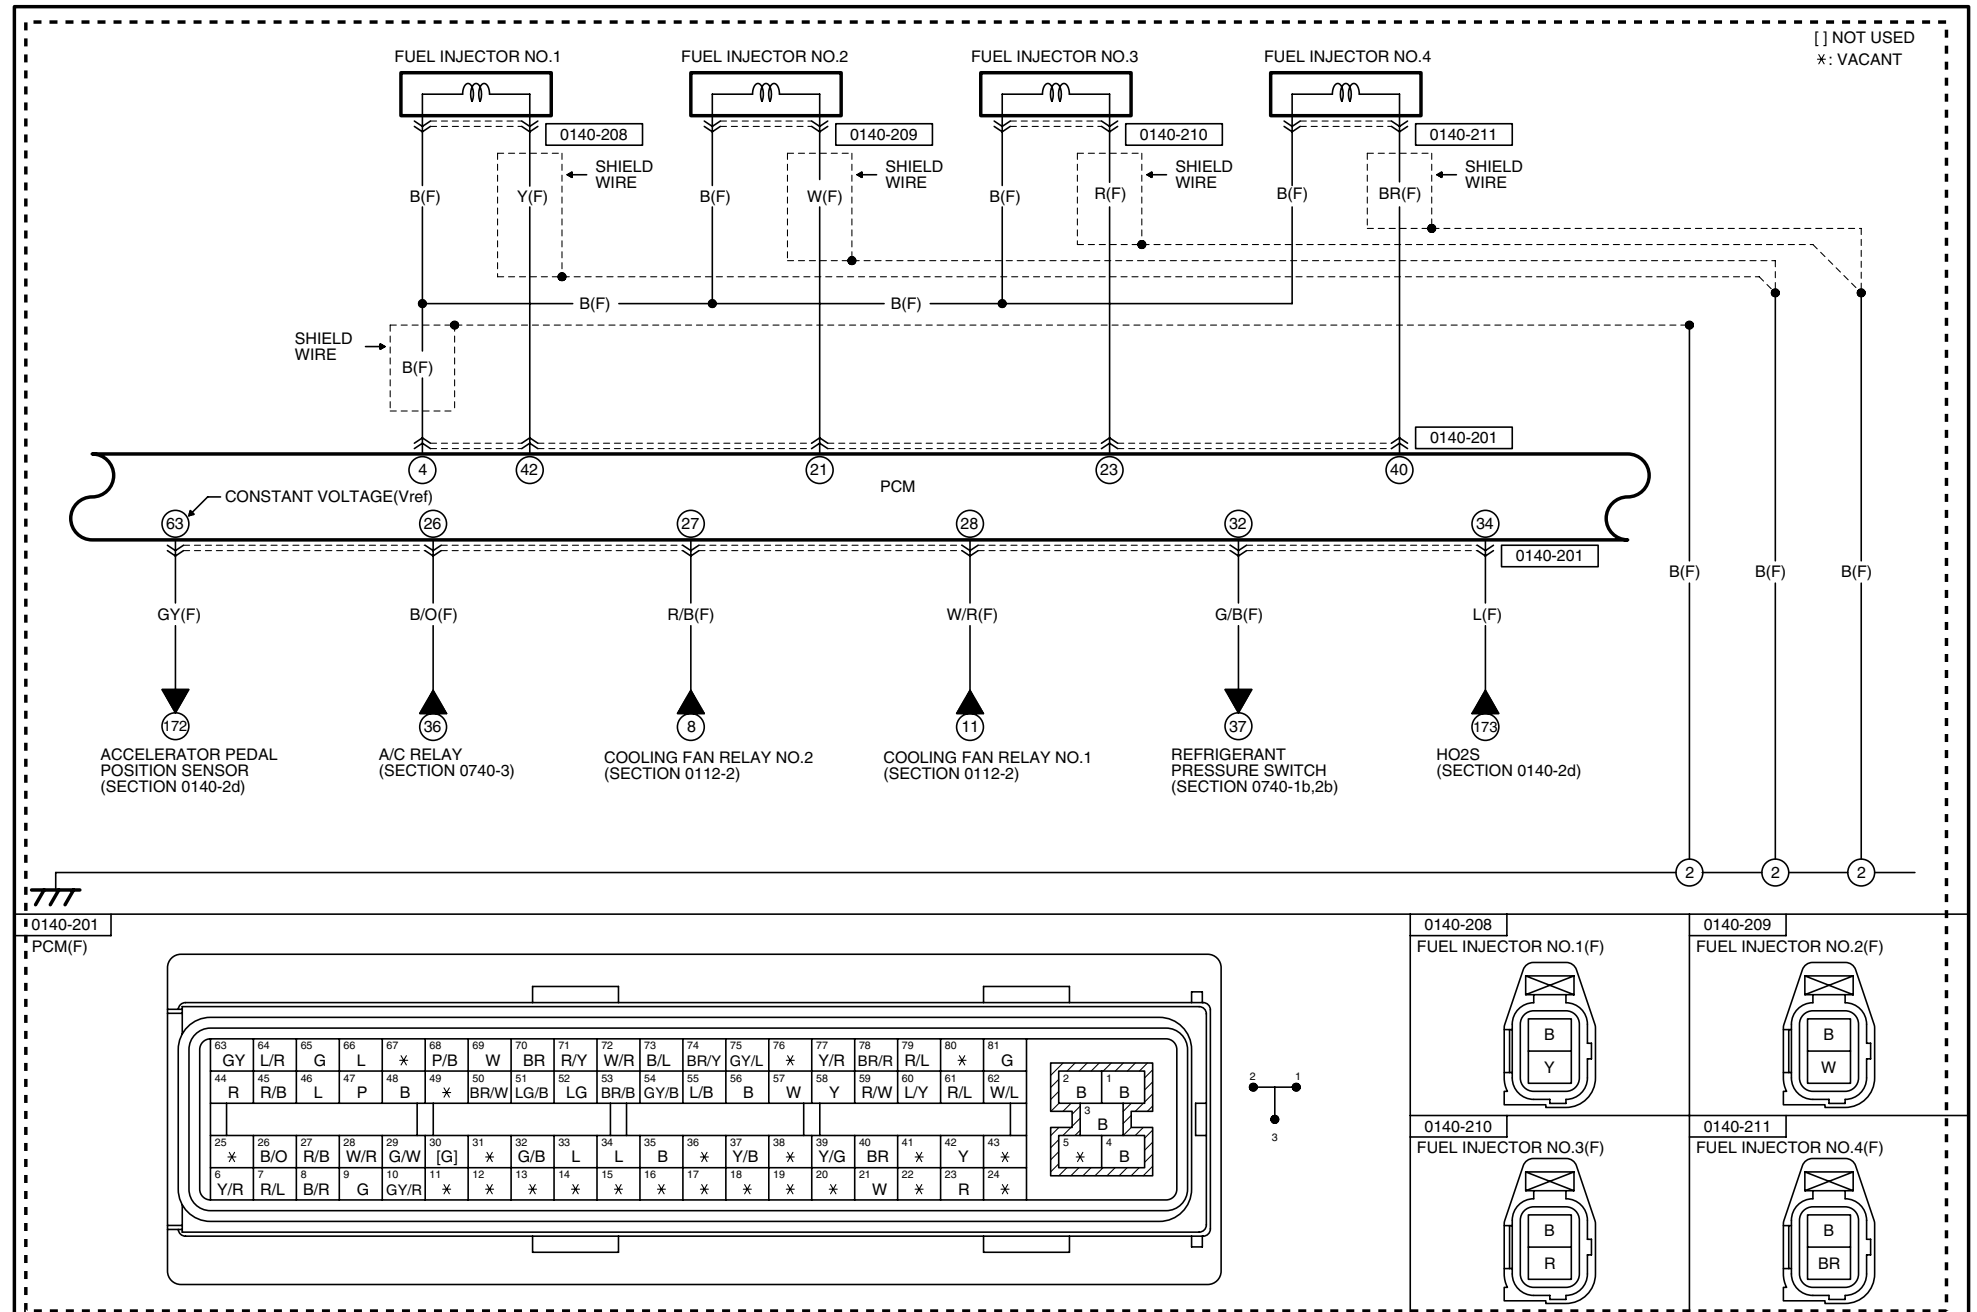 [ ] NOT USED
*: VACANT
FUEL INJECTOR NO.1
FUEL INJECTOR NO.2
FUEL INJECTOR NO.3
FUEL INJECTOR NO.4
0140-208
0140-209
0140-210
0140-211
SHIELD
WIRE
SHIELD
WIRE
SHIELD
WIRE
SHIELD
WIRE
B(F)
Y(F)
B(F)
W(F)
B(F)
R(F)
B(F)
BR(F)
B(F)
B(F)
SHIELD
WIRE
B(F)
0140-201
4
42
21
23
40
PCM
CONSTANT VOLTAGE(Vref)
63
26
27
28
32
34
0140-201
B(F)
B(F)
B(F)
GY(F)
B/O(F)
R/B(F)
W/R(F)
G/B(F)
L(F)
172
36
8
11
37
173
ACCELERATOR PEDAL
POSITION SENSOR
(SECTION 0140-2d)
A/C RELAY
(SECTION 0740-3)
COOLING FAN RELAY NO.2
(SECTION 0112-2)
COOLING FAN RELAY NO.1
(SECTION 0112-2)
REFRIGERANT
PRESSURE SWITCH
(SECTION 0740-1b,2b)
HO2S
(SECTION 0140-2d)
2
2
2
0140-201
PCM(F)
63 64 65 66 67 68 69 70 71 72 73 74 75 76 77 78 79 80 81
GY L/R G L * P/B W BR R/Y W/R B/L BR/Y GY/L * Y/R BR/R R/L * G
44 45 46 47 48 49 50 51 52 53 54 55 56 57 58 59 60 61 62
R R/B L P B * BR/W LG/B LG BR/B GY/B L/B B W Y R/W L/Y R/L W/L
25 26 27 28 29 30 31 32 33 34 35 36 37 38 39 40 41 42 43
* B/O R/B W/R G/W [G] * G/B L L B * Y/B * Y/G BR * Y *
6 7 8 9 10 11 12 13 14 15 16 17 18 19 20 21 22 23 24
Y/R R/L B/R G GY/R * * * * * * * * * * W * R *
2 1
B B
3
B
5 4
* B
2 1
3
0140-208
FUEL INJECTOR NO.1(F)
B
Y
0140-209
FUEL INJECTOR NO.2(F)
B
W
0140-210
FUEL INJECTOR NO.3(F)
B
R
0140-211
FUEL INJECTOR NO.4(F)
B
BR